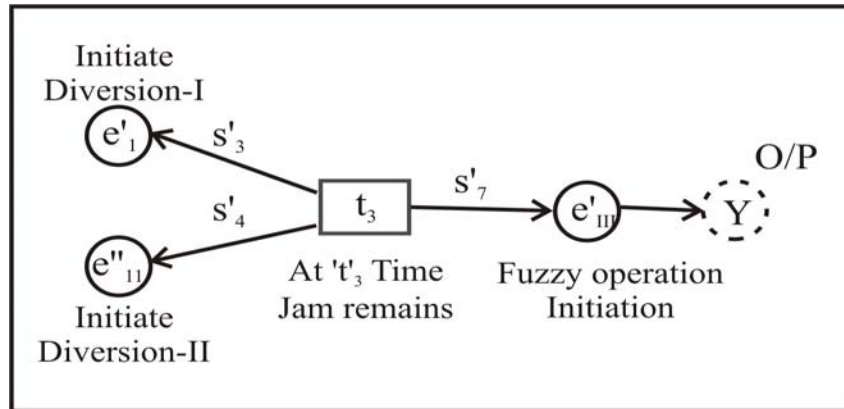 Initiate
Diversion-I
e'₁
s'₃
s'₄
e''₁₁
Initiate
Diversion-II
t₃
At 't'₃ Time
Jam remains
s'₇
e'ᵢᵢᵢ
Fuzzy operation
Initiation
O/P
Y